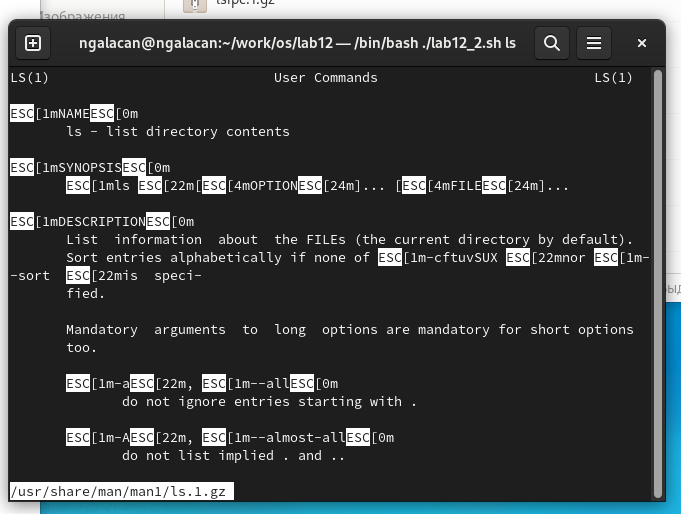 Изображения
lsipc.1.gz
ngalacan@ngalacan:~/work/os/lab12 — /bin/bash ./lab12_2.sh ls
LS(1) User Commands LS(1)
ESC[1mNAMEESC[0m
ls - list directory contents
ESC[1mSYNOPSISESC[0m
ESC[1mls ESC[22m[ESC[4mOPTIONESC[24m]... [ESC[4mFILEESC[24m]...
ESC[1mDESCRIPTIONESC[0m
List information about the FILEs (the current directory by default).
Sort entries alphabetically if none of ESC[1m-cftuvSUX ESC[22mnor ESC[1m-
-sort ESC[22mis speci-
fied.
Mandatory arguments to long options are mandatory for short options
too.
ESC[1m-aESC[22m, ESC[1m--allESC[0m
do not ignore entries starting with .
ESC[1m-AESC[22m, ESC[1m--almost-allESC[0m
do not list implied . and ..
/usr/share/man/man1/ls.1.gz